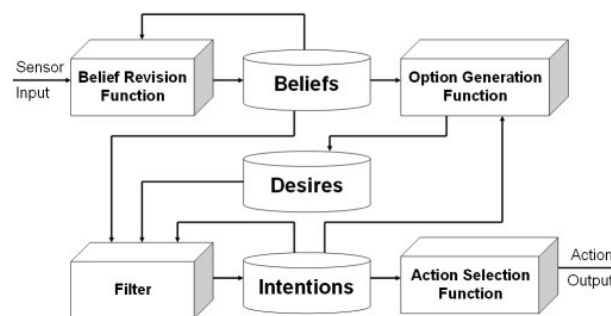 Sensor
Input
Belief Revision
Function
Beliefs
Option Generation
Function
Desires
Filter
Intentions
Action Selection
Function
Action
Output